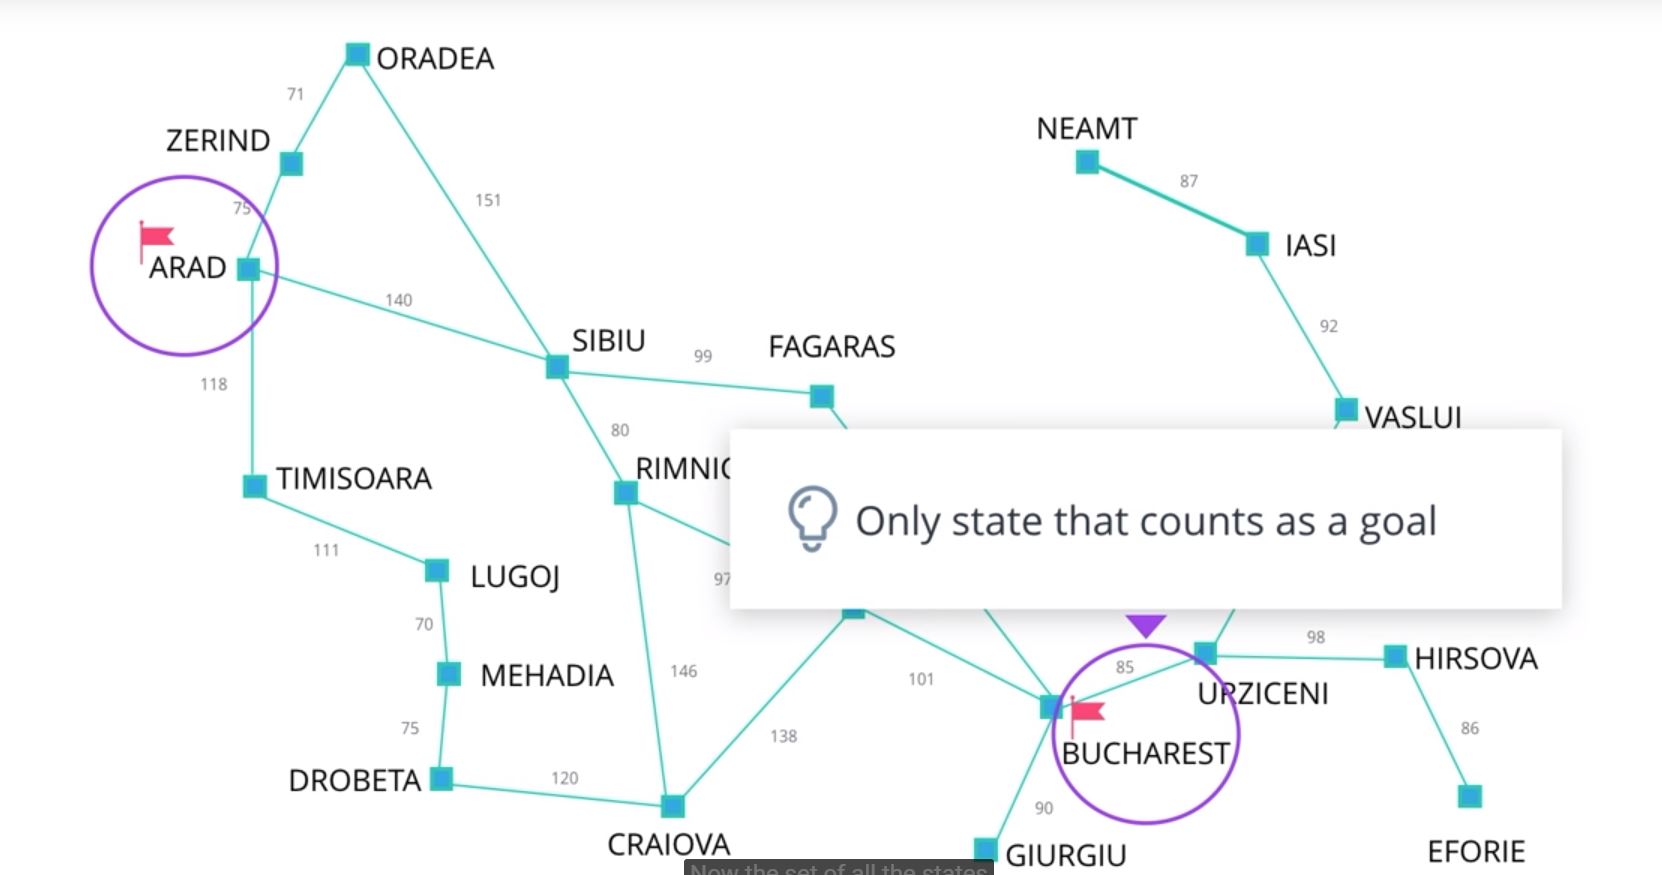 ORADEA
71
ZERIND
NEAMT
87
75
151
ARAD
IASI
140
SIBIU
FAGARAS
92
99
118
VASLUI
80
RIMNIC
TIMISOARA
Only state that counts as a goal
111
LUGOJ
97
70
98
MEHADIA
146
101
85
HIRSOVA
URZICENI
75
138
86
BUCHAREST
DROBETA
120
90
CRAIOVA
GIURGIU
EFORIE
Now the set of all the states